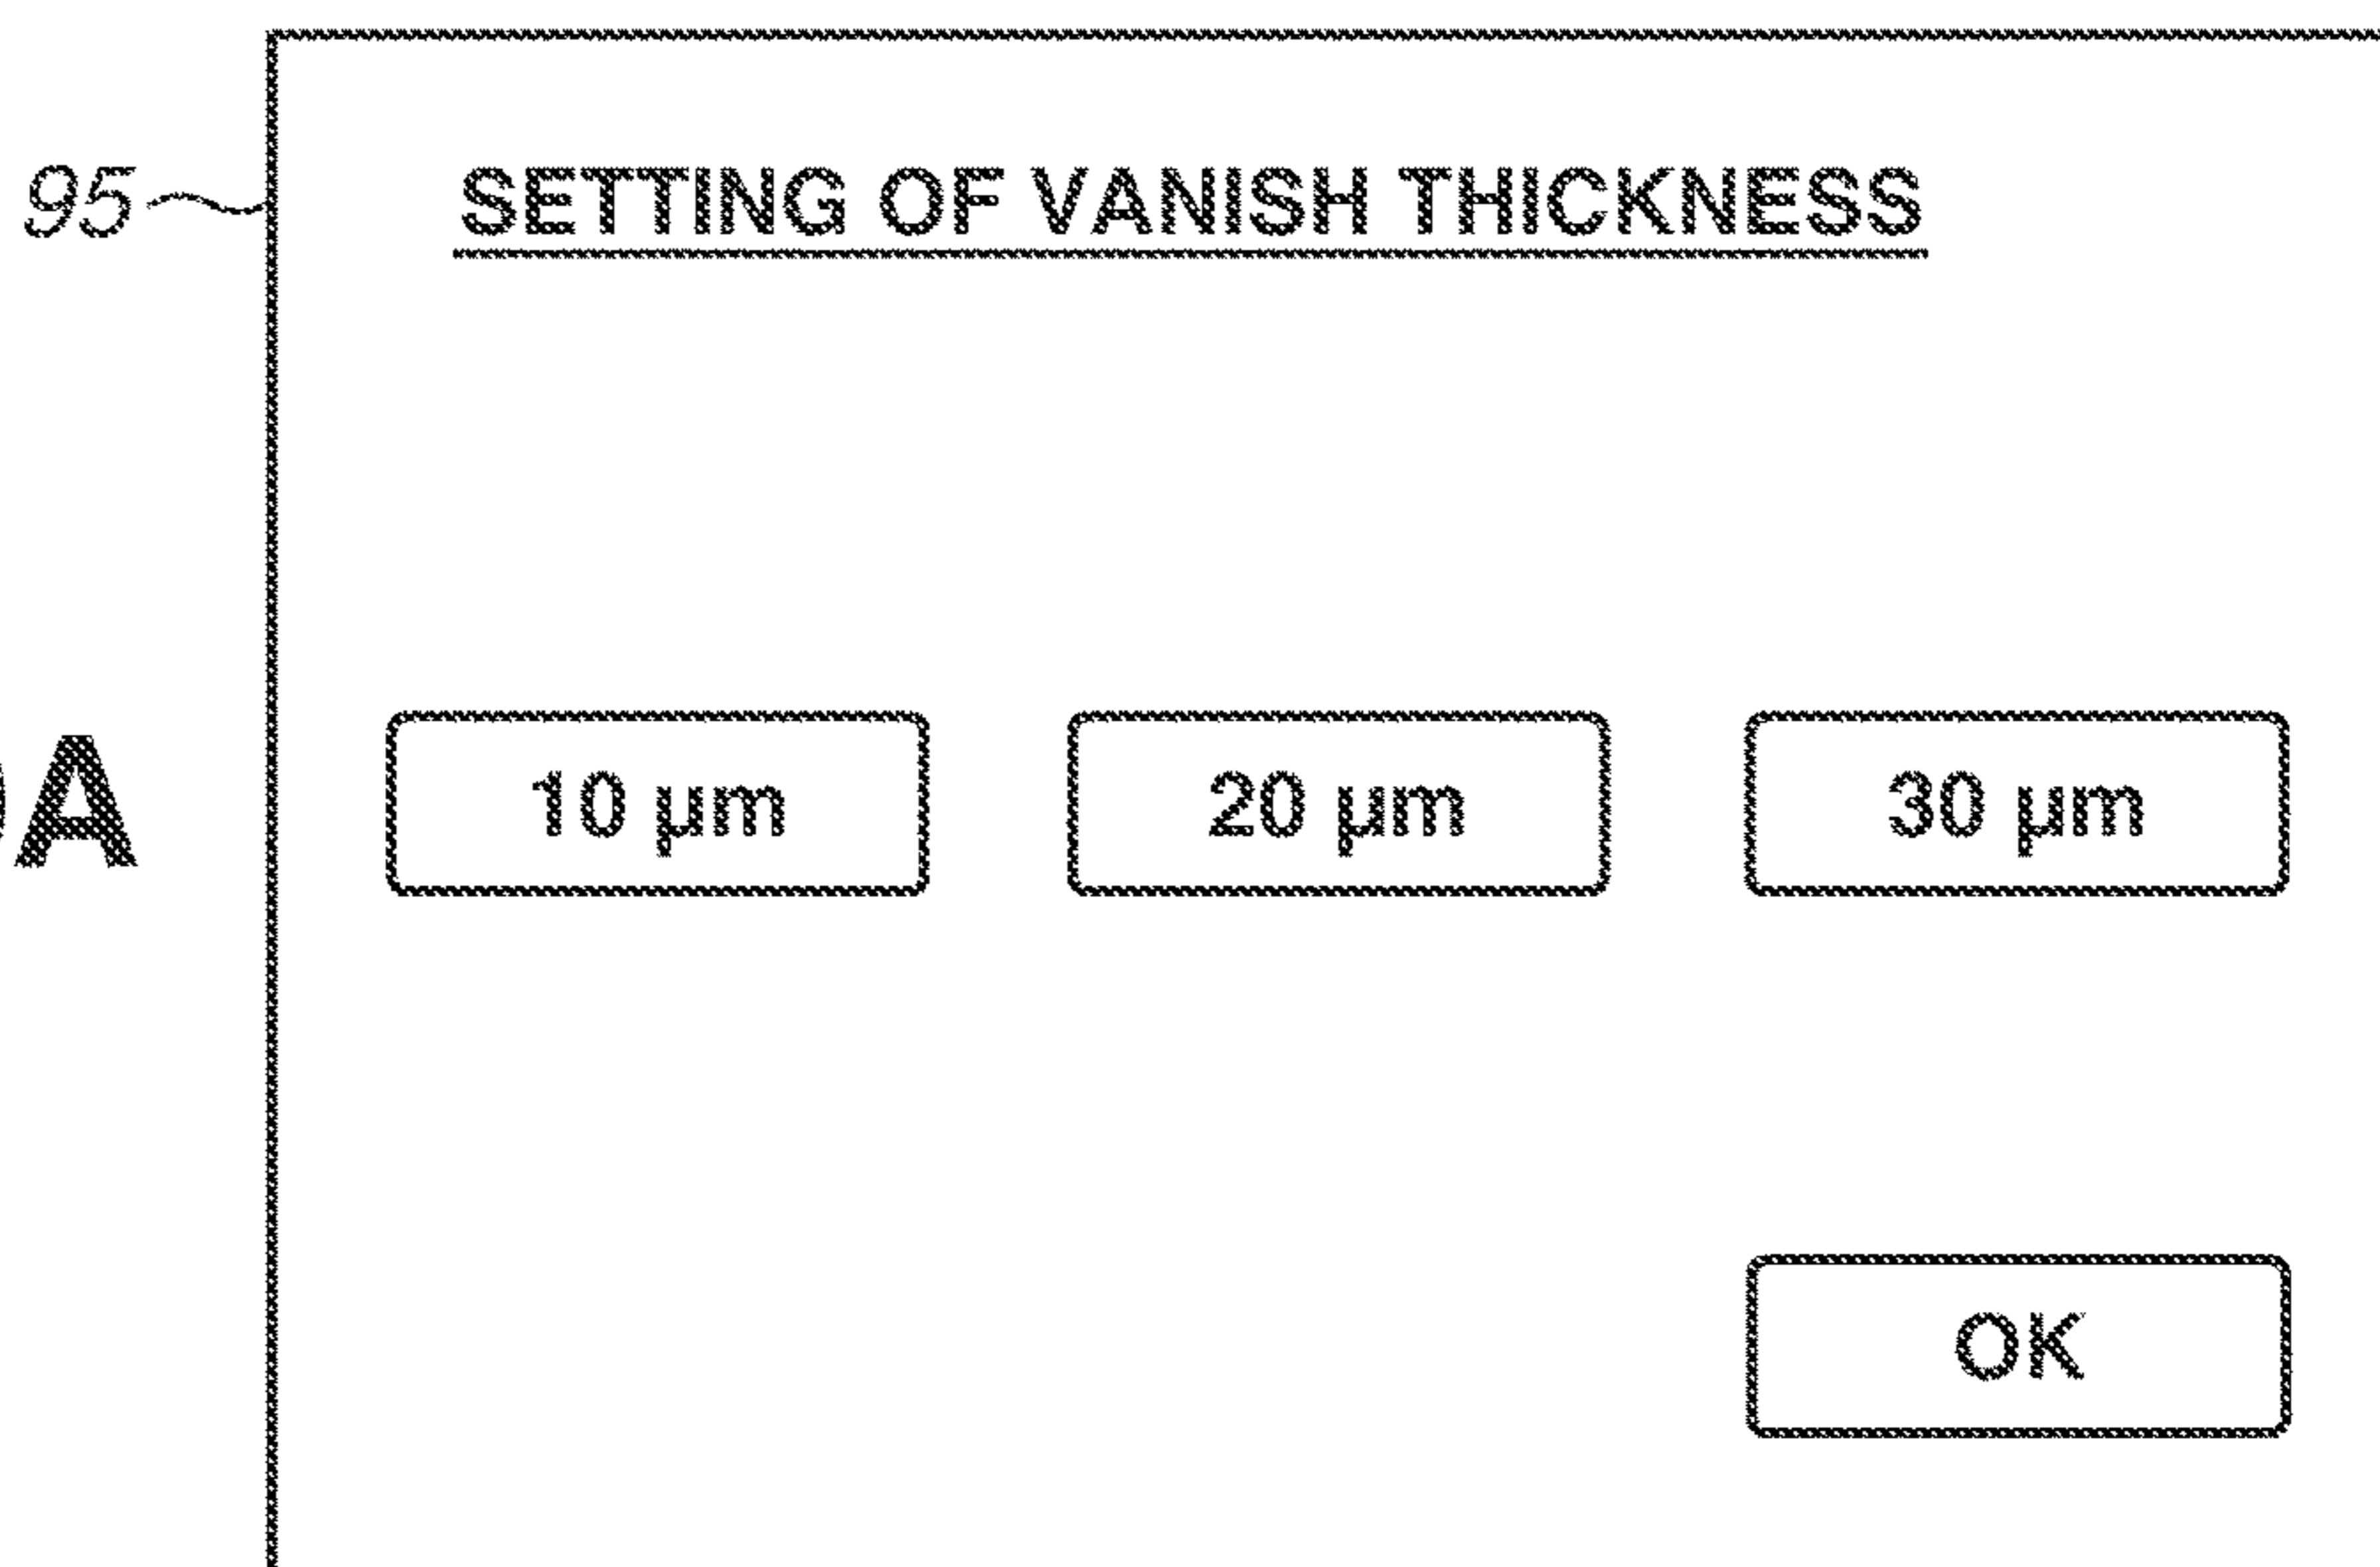 95
SETTING OF VANISH THICKNESS
A
10 µm
20 µm
30 µm
OK